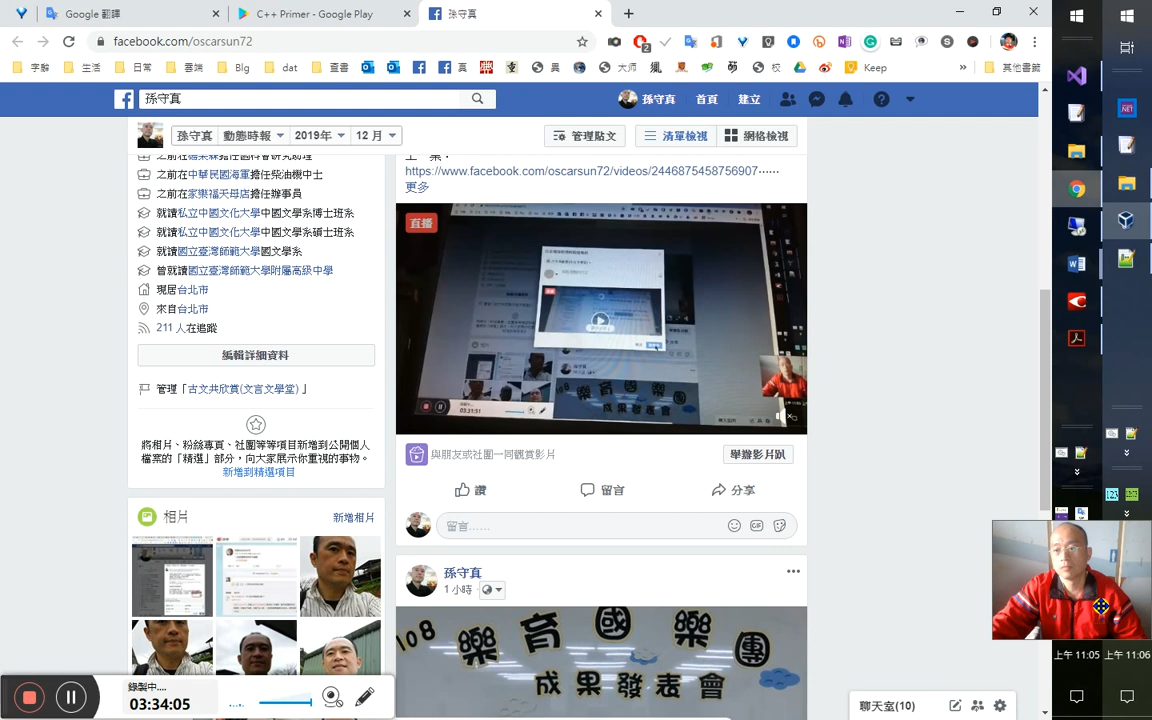 Google 翻譯
C++ Primer - Google Play
孫守真
facebook.com/oscarsun72
字辭
生活
日常
雲端
Blg
dat
查書
真
異
大师
校
Keep
其他書籤
孫守真
孫守真
首頁
建立
孫守真
動態時報
2019年
12 月
管理貼文
清單檢視
網格檢視
之前在中華民國海軍擔任柴油機中士
之前在家樂福天母店擔任辦事員
就讀私立中國文化大學中國文學系博士班系
就讀私立中國文化大學中國文學系碩士班系
就讀國立臺灣師範大學國文學系
曾就讀國立臺灣師範大學附屬高級中學
現居台北市
來自台北市
211 人在追蹤
編輯詳細資料
管理「古文共欣賞(文言文學堂) 」
將相片、粉絲專頁、社團等等項目新增到公開個人
檔案的「精選」部分，向大家展示你重視的事物。
新增到精選項目
相片
新增相片
https://www.facebook.com/oscarsun72/videos/2446875458756907⋯⋯
更多
直播
03:31:51
108 樂育國樂團
成果發表會
與朋友或社團一同觀賞影片
舉辦影片趴
讚
留言
分享
留言……
GIF
孫守真
1 小時
108 樂育國樂團
成果發表會
錄製中....
03:34:05
聊天室(10)
.NET
123
上午 11:05
上午 11:06